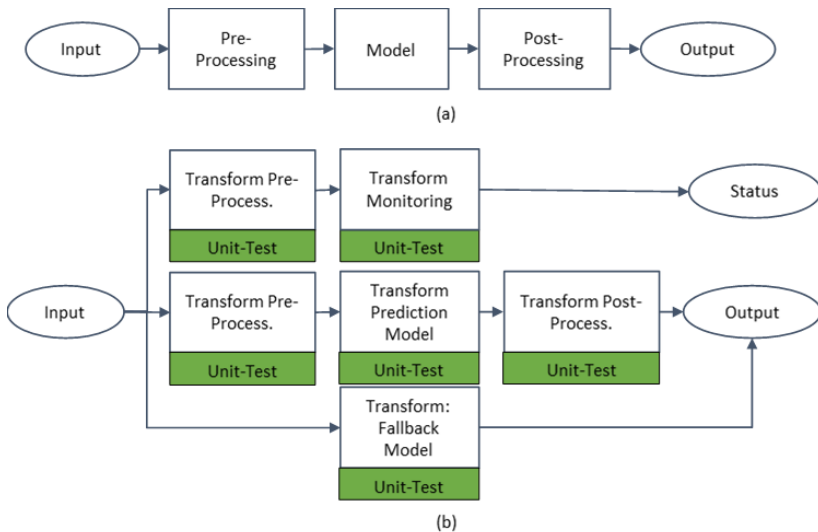 Input
Pre-
Processing
Model
Post-
Processing
Output
(a)
Transform Pre-
Process.
Unit-Test
Transform
Monitoring
Unit-Test
Status
Input
Transform Pre-
Process.
Unit-Test
Transform
Prediction
Model
Unit-Test
Transform Post-
Process.
Unit-Test
Output
Transform:
Fallback
Model
Unit-Test
(b)